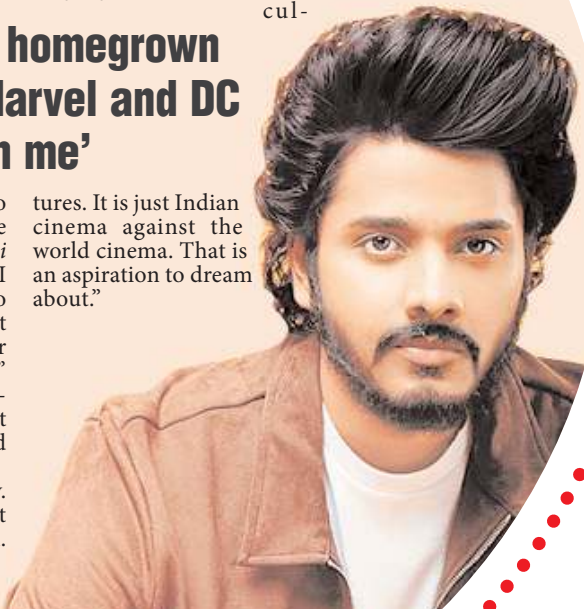 cul-
homegrown
arvel and DC
me’
tures. It is just Indian
cinema against the
world cinema. That is
an aspiration to dream
about.”